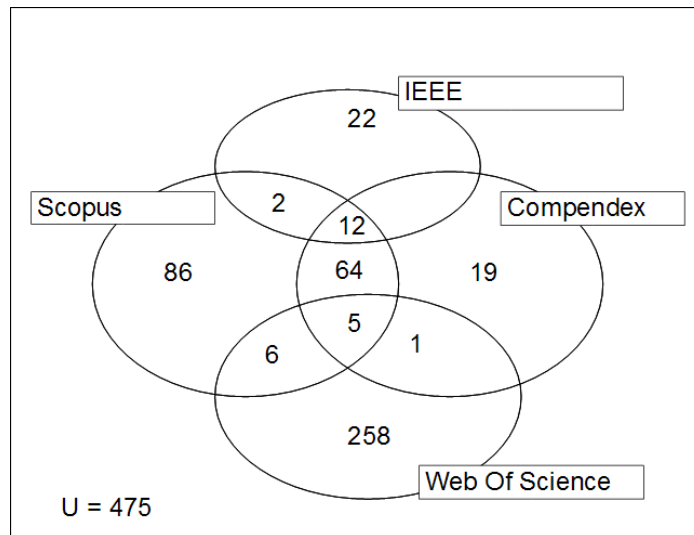 IEEE
22
Scopus
2
Compendex
12
86
64
19
5
6
1
258
Web Of Science
U = 475